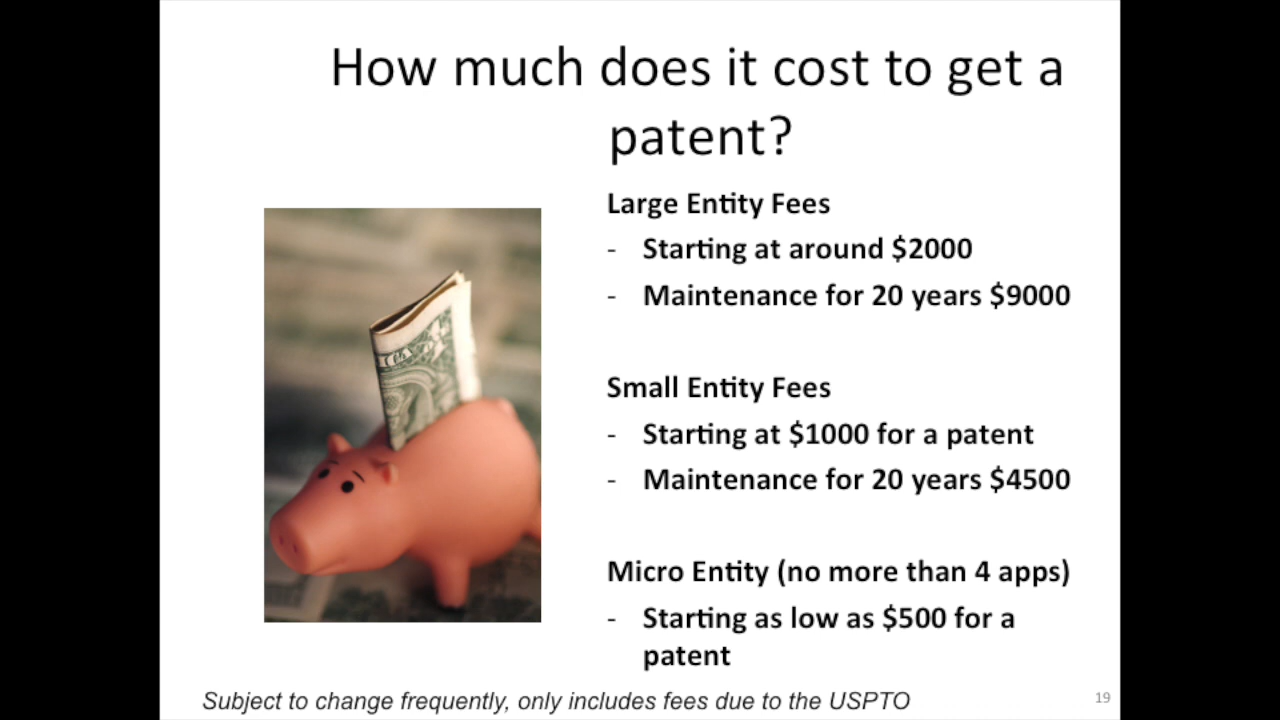 How much does it cost to get a
patent?
Large Entity Fees
- Starting at around $2000
- Maintenance for 20 years $9000
Small Entity Fees
- Starting at $1000 for a patent
- Maintenance for 20 years $4500
Micro Entity (no more than 4 apps)
- Starting as low as $500 for a
patent
Subject to change frequently, only includes fees due to the USPTO
19